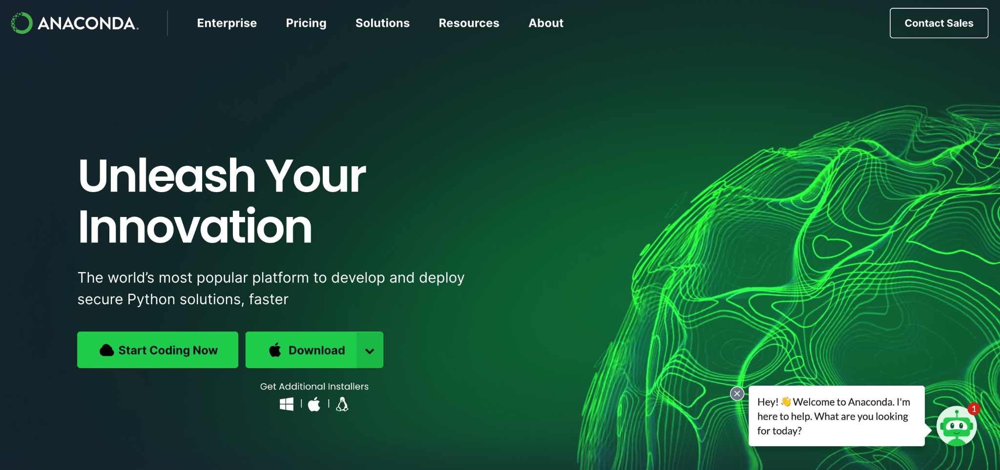 ANACONDA
Enterprise
Pricing
Solutions
Resources
About
Contact Sales
Unleash Your
Innovation
The world’s most popular platform to develop and deploy
secure Python solutions, faster
Start Coding Now
Download
Get Additional Installers
Hey! 👋 Welcome to Anaconda. I'm
here to help. What are you looking
for today?
1